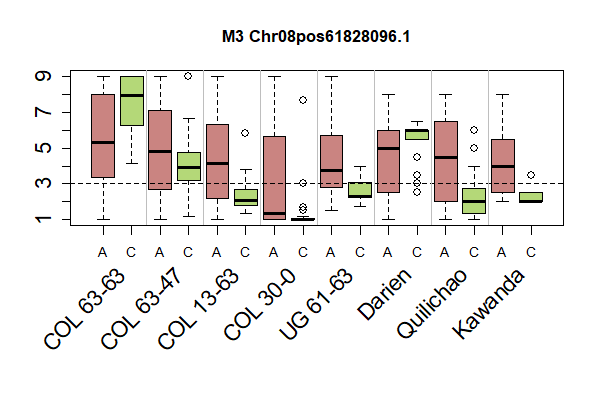 M3 Chr08pos61828096.1
9
7
5
3
1
A C A C A C A C A C A C A C A C
COL 63-63
COL 63-47
COL 13-63
COL 30-0
UG 61-63
Darien
Quilichao
Kawanda